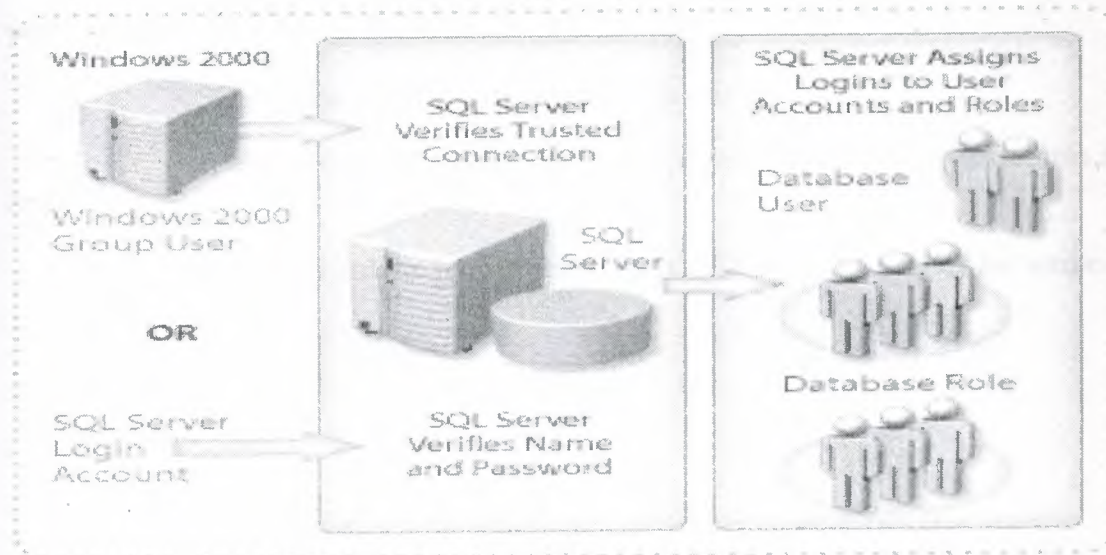 Windows 2000
Windows 2000
Group User
OR
SQL Server
Login
Account
SQL Server
Verifies Trusted
Connection
SQL
Server
SQL Server
Verifies Name
and Password
SQL Server Assigns
Logins to User
Accounts and Roles
Database
User
Database Role